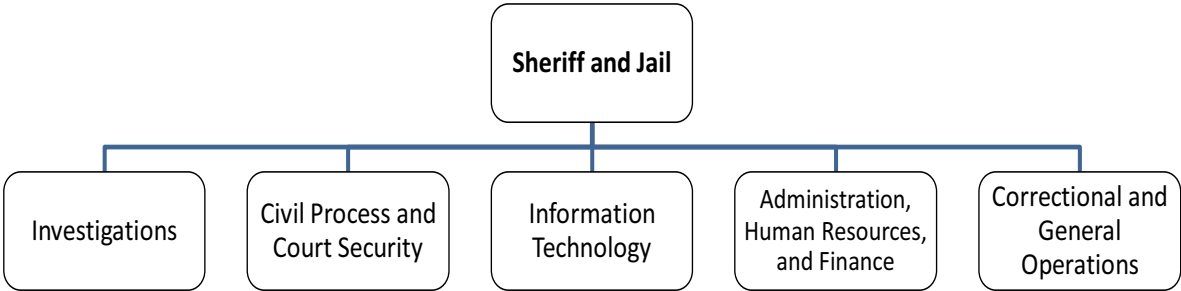 Sheriff and Jail
Investigations
Civil Process and
Court Security
Information
Technology
Administration,
Human Resources,
and Finance
Correctional and
General
Operations